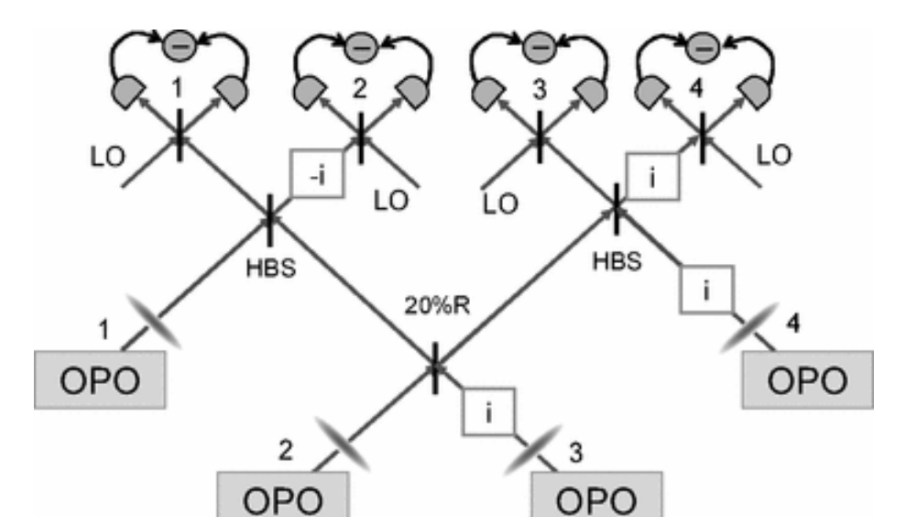 1 2 3 4
−  −  −  −
LO -i LO LO i LO
HBS HBS
i
20%R
1 4
OPO OPO
i
2 3
OPO OPO